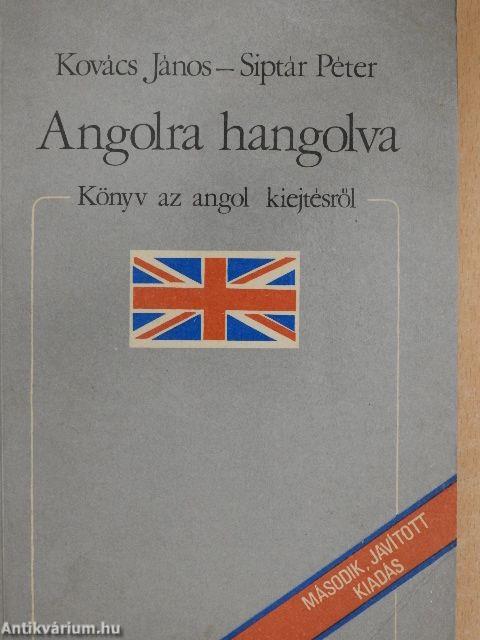 Kovács János – Siptár Péter
Angolra hangolva
Könyv az angol kiejtésről
MÁSODIK, JAVÍTOTT
KIADÁS
Antikvárium.hu